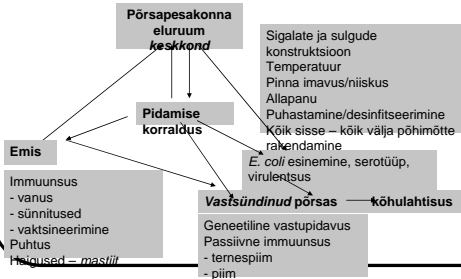 Põrsapesakonna
eluruum
keskkond
Sigalate ja sulgude
konstruktsioon
Temperatuur
Pinna imavus/niiskus
Allapanu
Puhastamine/desinfitseerimine
Kõik sisse – kõik välja põhimõtte
rakendamine
Pidamise
korraldus
Emis
E. coli esinemine, serotüüp,
virulentsus
Immuunsus
- vanus
- sünnitused
- vaktsineerimine
Puhtus
Haigused – mastiit
Vastsündinud põrsas
kõhulahtisus
Geneetiline vastupidavus
Passiivne immuunsus
- ternespiim
- piim